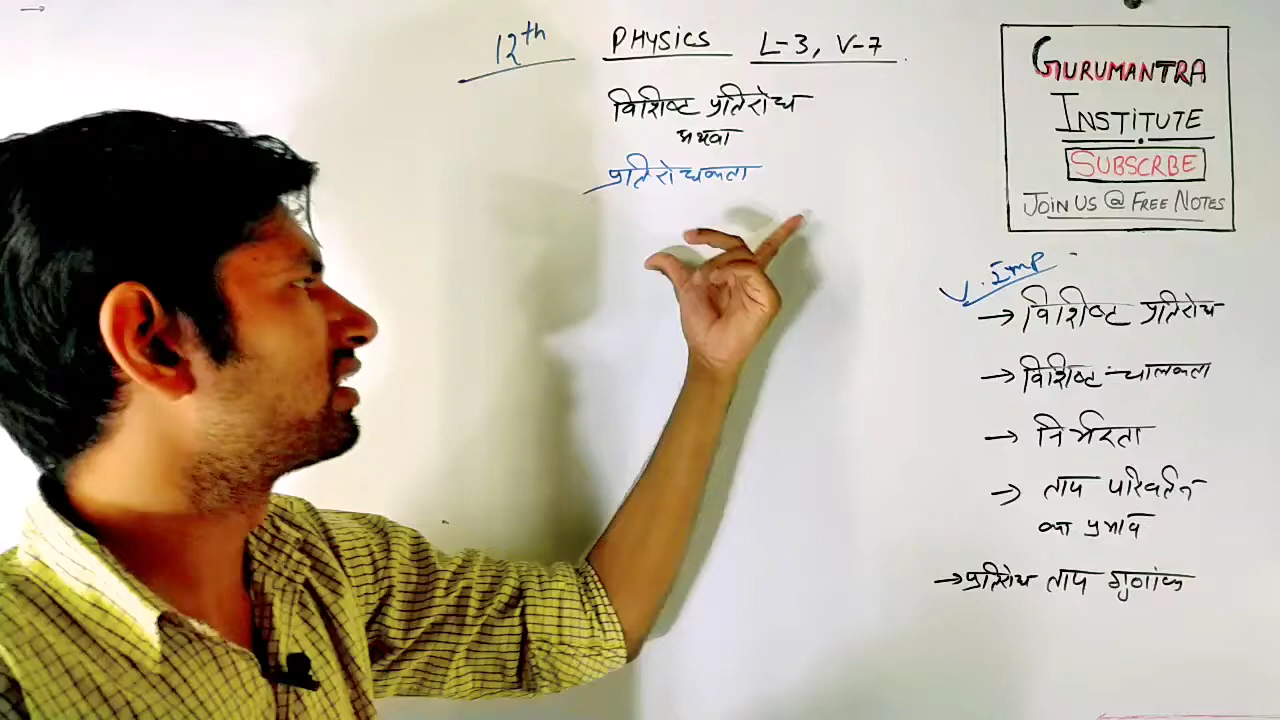 12th PHYSICS L-3, V-7
विशिष्ट प्रतिरोध
अथवा
प्रतिरोधकता
GURUMANTRA
INSTITUTE
SUBSCRBE
JOIN US @ FREE NOTES
V. Imp
→ विशिष्ट प्रतिरोध
→ विशिष्ट चालकता
→ निर्भरता
→ ताप परिवर्तन
का प्रभाव
→ प्रतिरोध ताप गुणांक